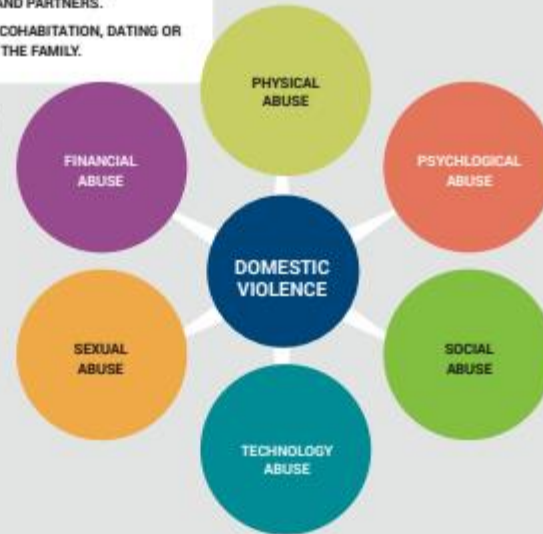 AND PARTNERS.
COHABITATION, DATING OR
THE FAMILY.
PHYSICAL
ABUSE
FINANCIAL
ABUSE
PSYCHLOGICAL
ABUSE
DOMESTIC
VIOLENCE
SEXUAL
ABUSE
SOCIAL
ABUSE
TECHNOLOGY
ABUSE